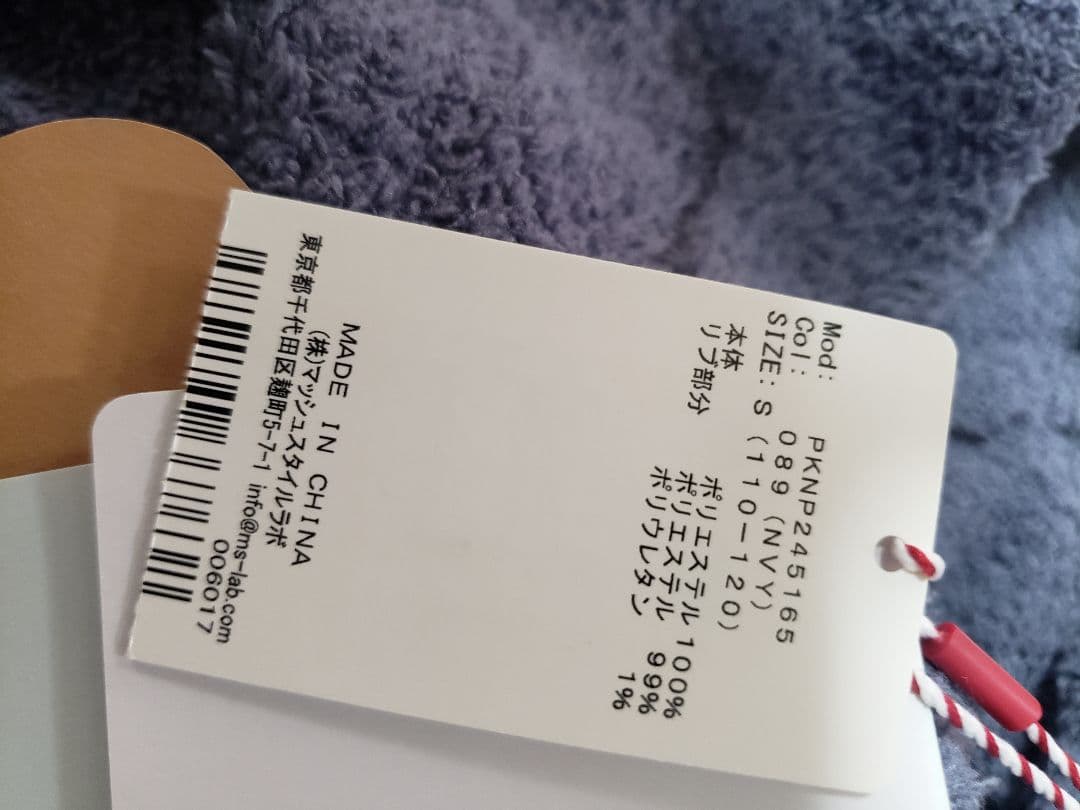 Mod: PKNP245165
Col: 089(NVY)
SIZE: S(110-120)
本体 ポリエステル100%
リブ部分 ポリエステル 99%
ポリウレタン 1%
MADE IN CHINA
(株)マッシュスタイルラボ
東京都千代田区麹町5-7-1 info@ms-lab.com
006017